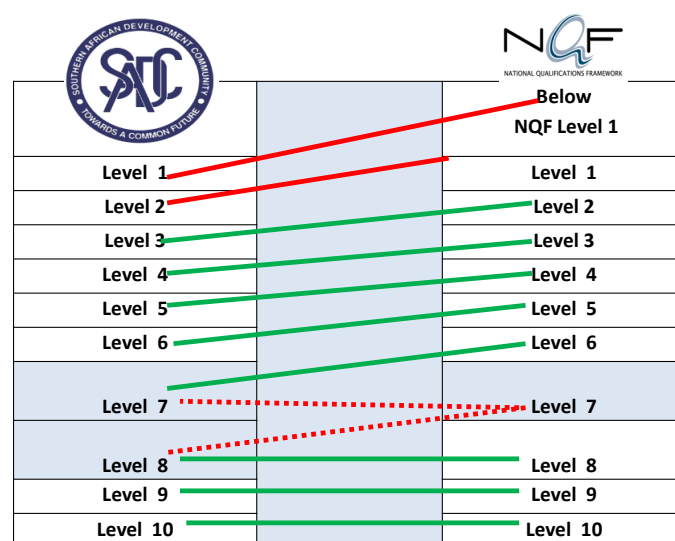 SOUTHERN AFRICAN DEVELOPMENT COMMUNITY
SADC
TOWARDS A COMMON FUTURE
NQF
NATIONAL QUALIFICATIONS FRAMEWORK
Below
NQF Level 1
Level 1 Level 1
Level 2 Level 2
Level 3 Level 3
Level 4 Level 4
Level 5 Level 5
Level 6 Level 6
Level 7 Level 7
Level 8 Level 8
Level 9 Level 9
Level 10 Level 10